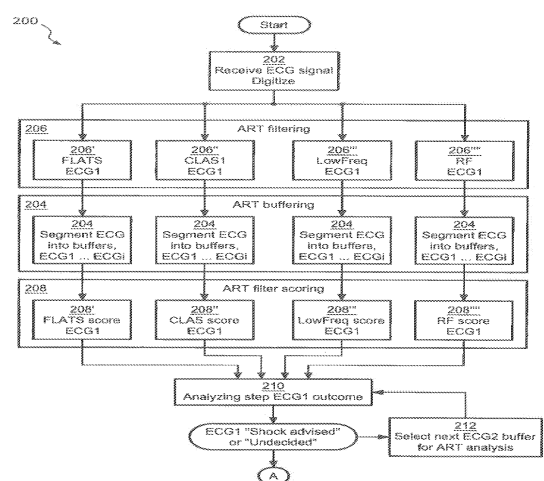 200
Start
202
Receive ECG signal
Digitize
206
ART filtering
206'
FLATS
ECG1
206"
CLAS1
ECG1
206'''
LowFreq
ECG1
206''''
RF
ECG1
ART buffering
204
204
Segment ECG
into buffers,
ECG1 ... ECGi
204
Segment ECG
into buffers,
ECG1 ... ECGi
204
Segment ECG
into buffers,
ECG1 ... ECGi
204
Segment ECG
into buffers,
ECG1 ... ECGi
208
ART filter scoring
208'
FLATS score
ECG1
208"
CLAS score
ECG1
208'''
LowFreq score
ECG1
208''''
RF score
ECG1
210
Analyzing step ECG1 outcome
ECG1 "Shock advised"
or "Undecided"
212
Select next ECG2 buffer
for ART analysis
A